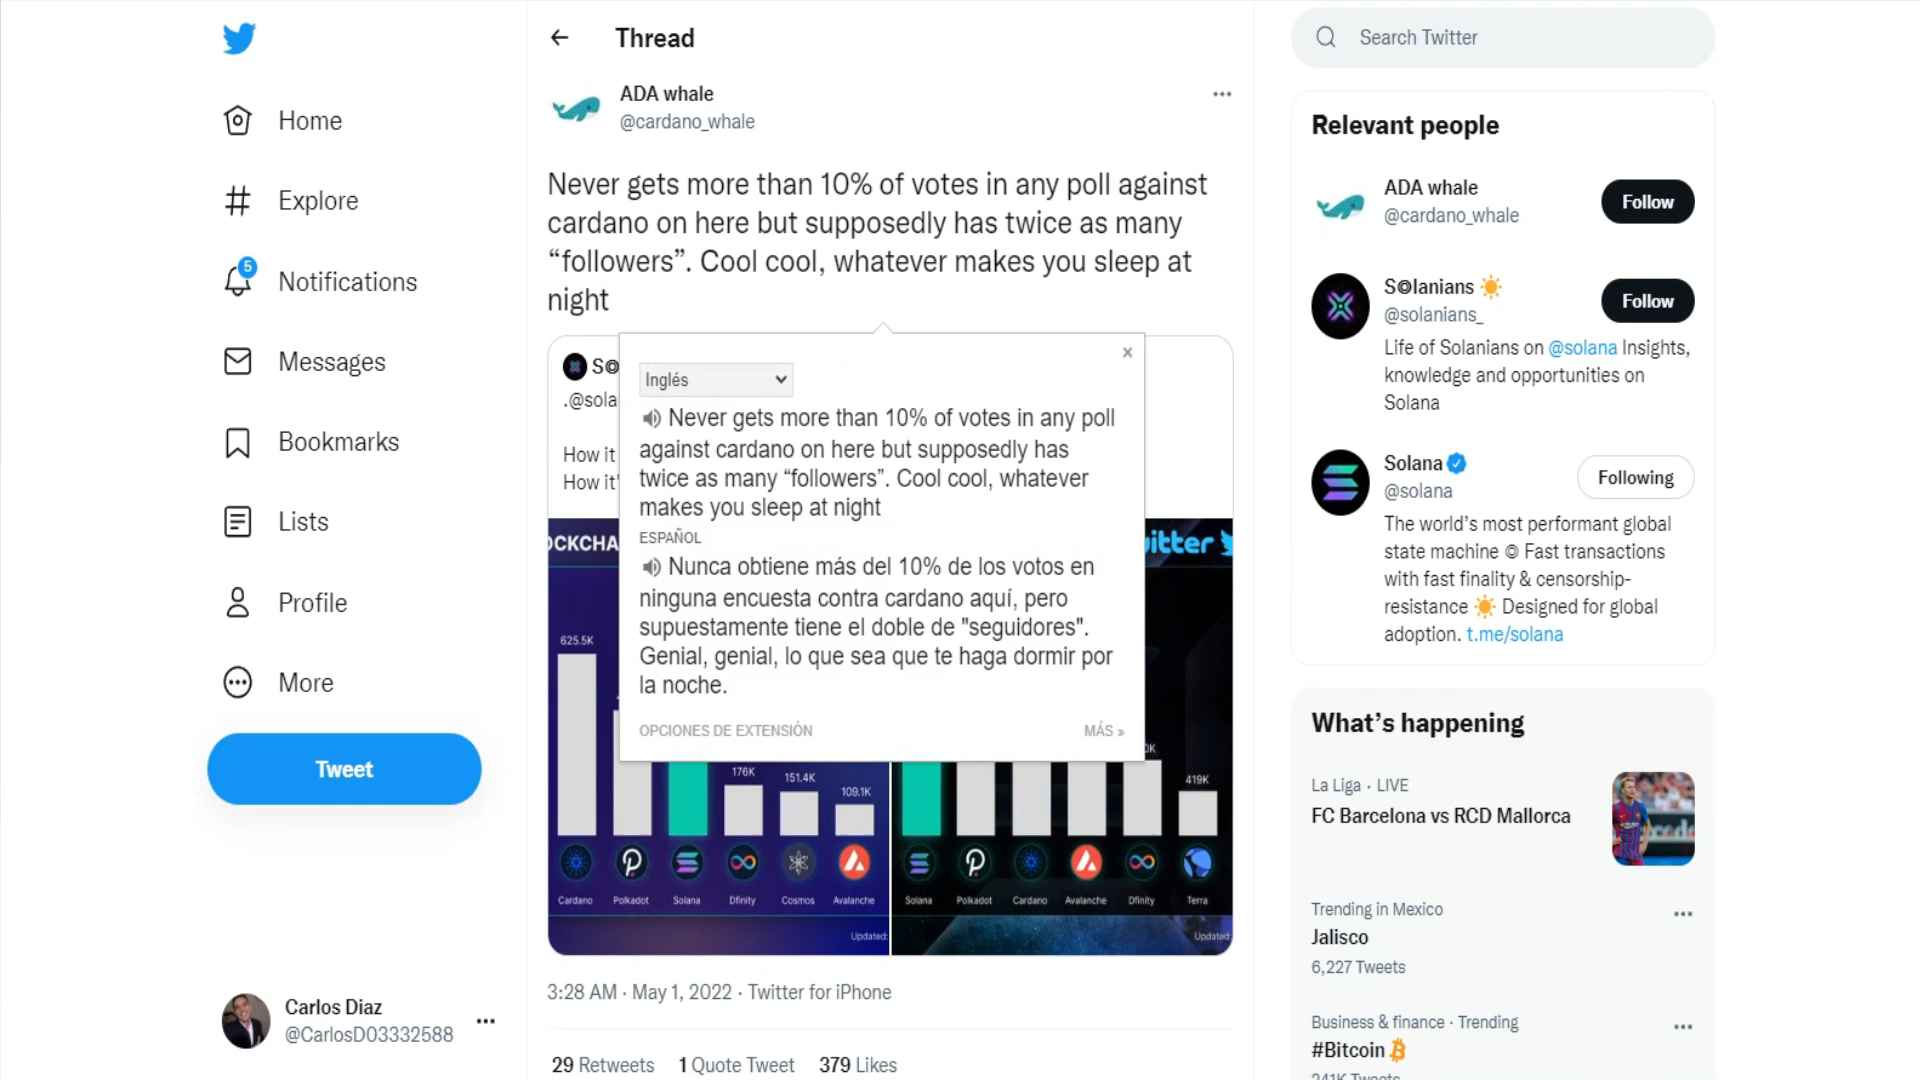 Home
Explore
5
Notifications
Messages
Bookmarks
Lists
Profile
More
Tweet
Carlos Diaz
@CarlosD03332588
Thread
ADA whale
@cardano_whale
Never gets more than 10% of votes in any poll against
cardano on here but supposedly has twice as many
“followers”. Cool cool, whatever makes you sleep at
night
.@sola
How it
How it'
Inglés
Never gets more than 10% of votes in any poll
against cardano on here but supposedly has
twice as many “followers”. Cool cool, whatever
makes you sleep at night
ESPAÑOL
Nunca obtiene más del 10% de los votos en
ninguna encuesta contra cardano aquí, pero
supuestamente tiene el doble de "seguidores".
Genial, genial, lo que sea que te haga dormir por
la noche.
OPCIONES DE EXTENSIÓN
MÁS »
OCKCHA
itter
625.5K
176K
151.4K
109.1K
419K
Cardano
Polkadot
Solana
Dfinity
Cosmos
Avalanche
Updated:
Solana
Polkadot
Cardano
Avalanche
Dfinity
Terra
Updated:
3:28 AM · May 1, 2022 · Twitter for iPhone
29 Retweets 1 Quote Tweet 379 Likes
Search Twitter
Relevant people
ADA whale
@cardano_whale
Follow
S◎lanians
@solanians_
Follow
Life of Solanians on @solana Insights,
knowledge and opportunities on
Solana
Solana
@solana
Following
The world’s most performant global
state machine ◎ Fast transactions
with fast finality & censorship-
resistance ☀️ Designed for global
adoption. t.me/solana
What’s happening
La Liga · LIVE
FC Barcelona vs RCD Mallorca
Trending in Mexico
Jalisco
6,227 Tweets
Business & finance · Trending
#Bitcoin
241K Tweets